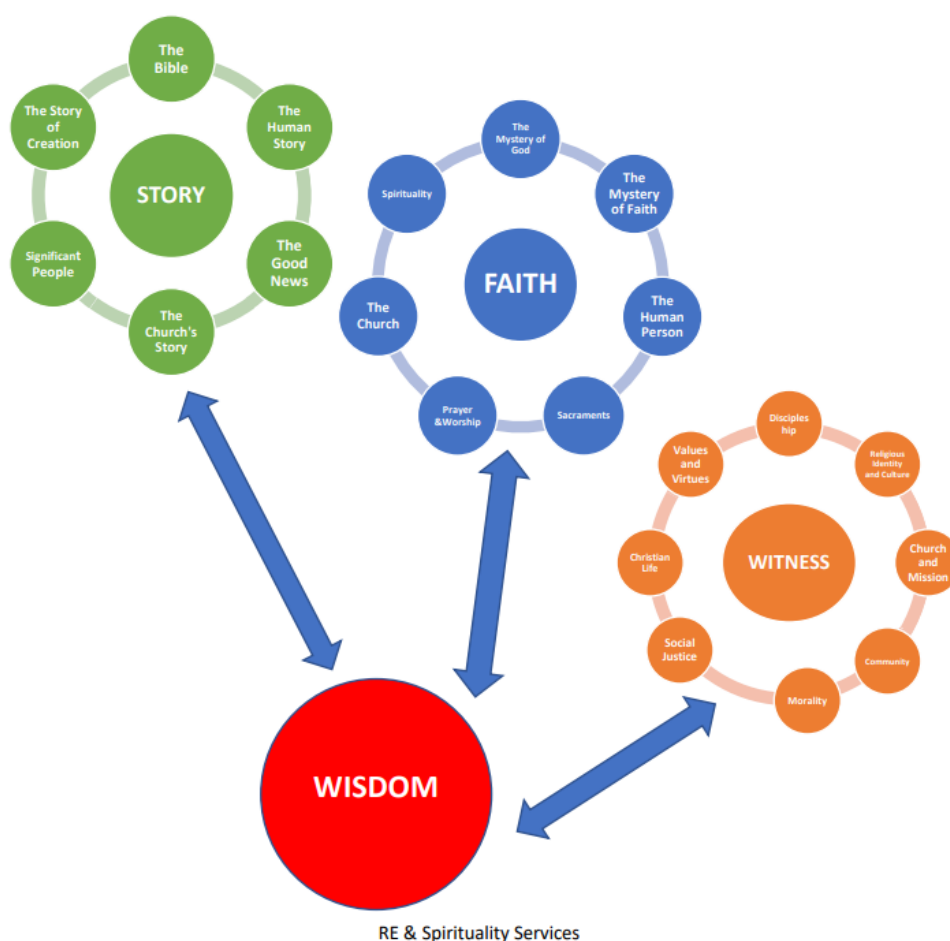 The
Bible
The
Human
Story
The
Good
News
The
Church's
Story
Significant
People
The Story
of
Creation
STORY
The
Mystery of
God
The
Mystery
of Faith
The
Human
Person
Sacraments
Prayer
&Worship
The
Church
Spirituality
FAITH
Disciples
hip
Religious
Identity
and Culture
Church
and
Mission
Community
Morality
Social
Justice
Christian
Life
Values
and
Virtues
WITNESS
WISDOM
RE & Spirituality Services